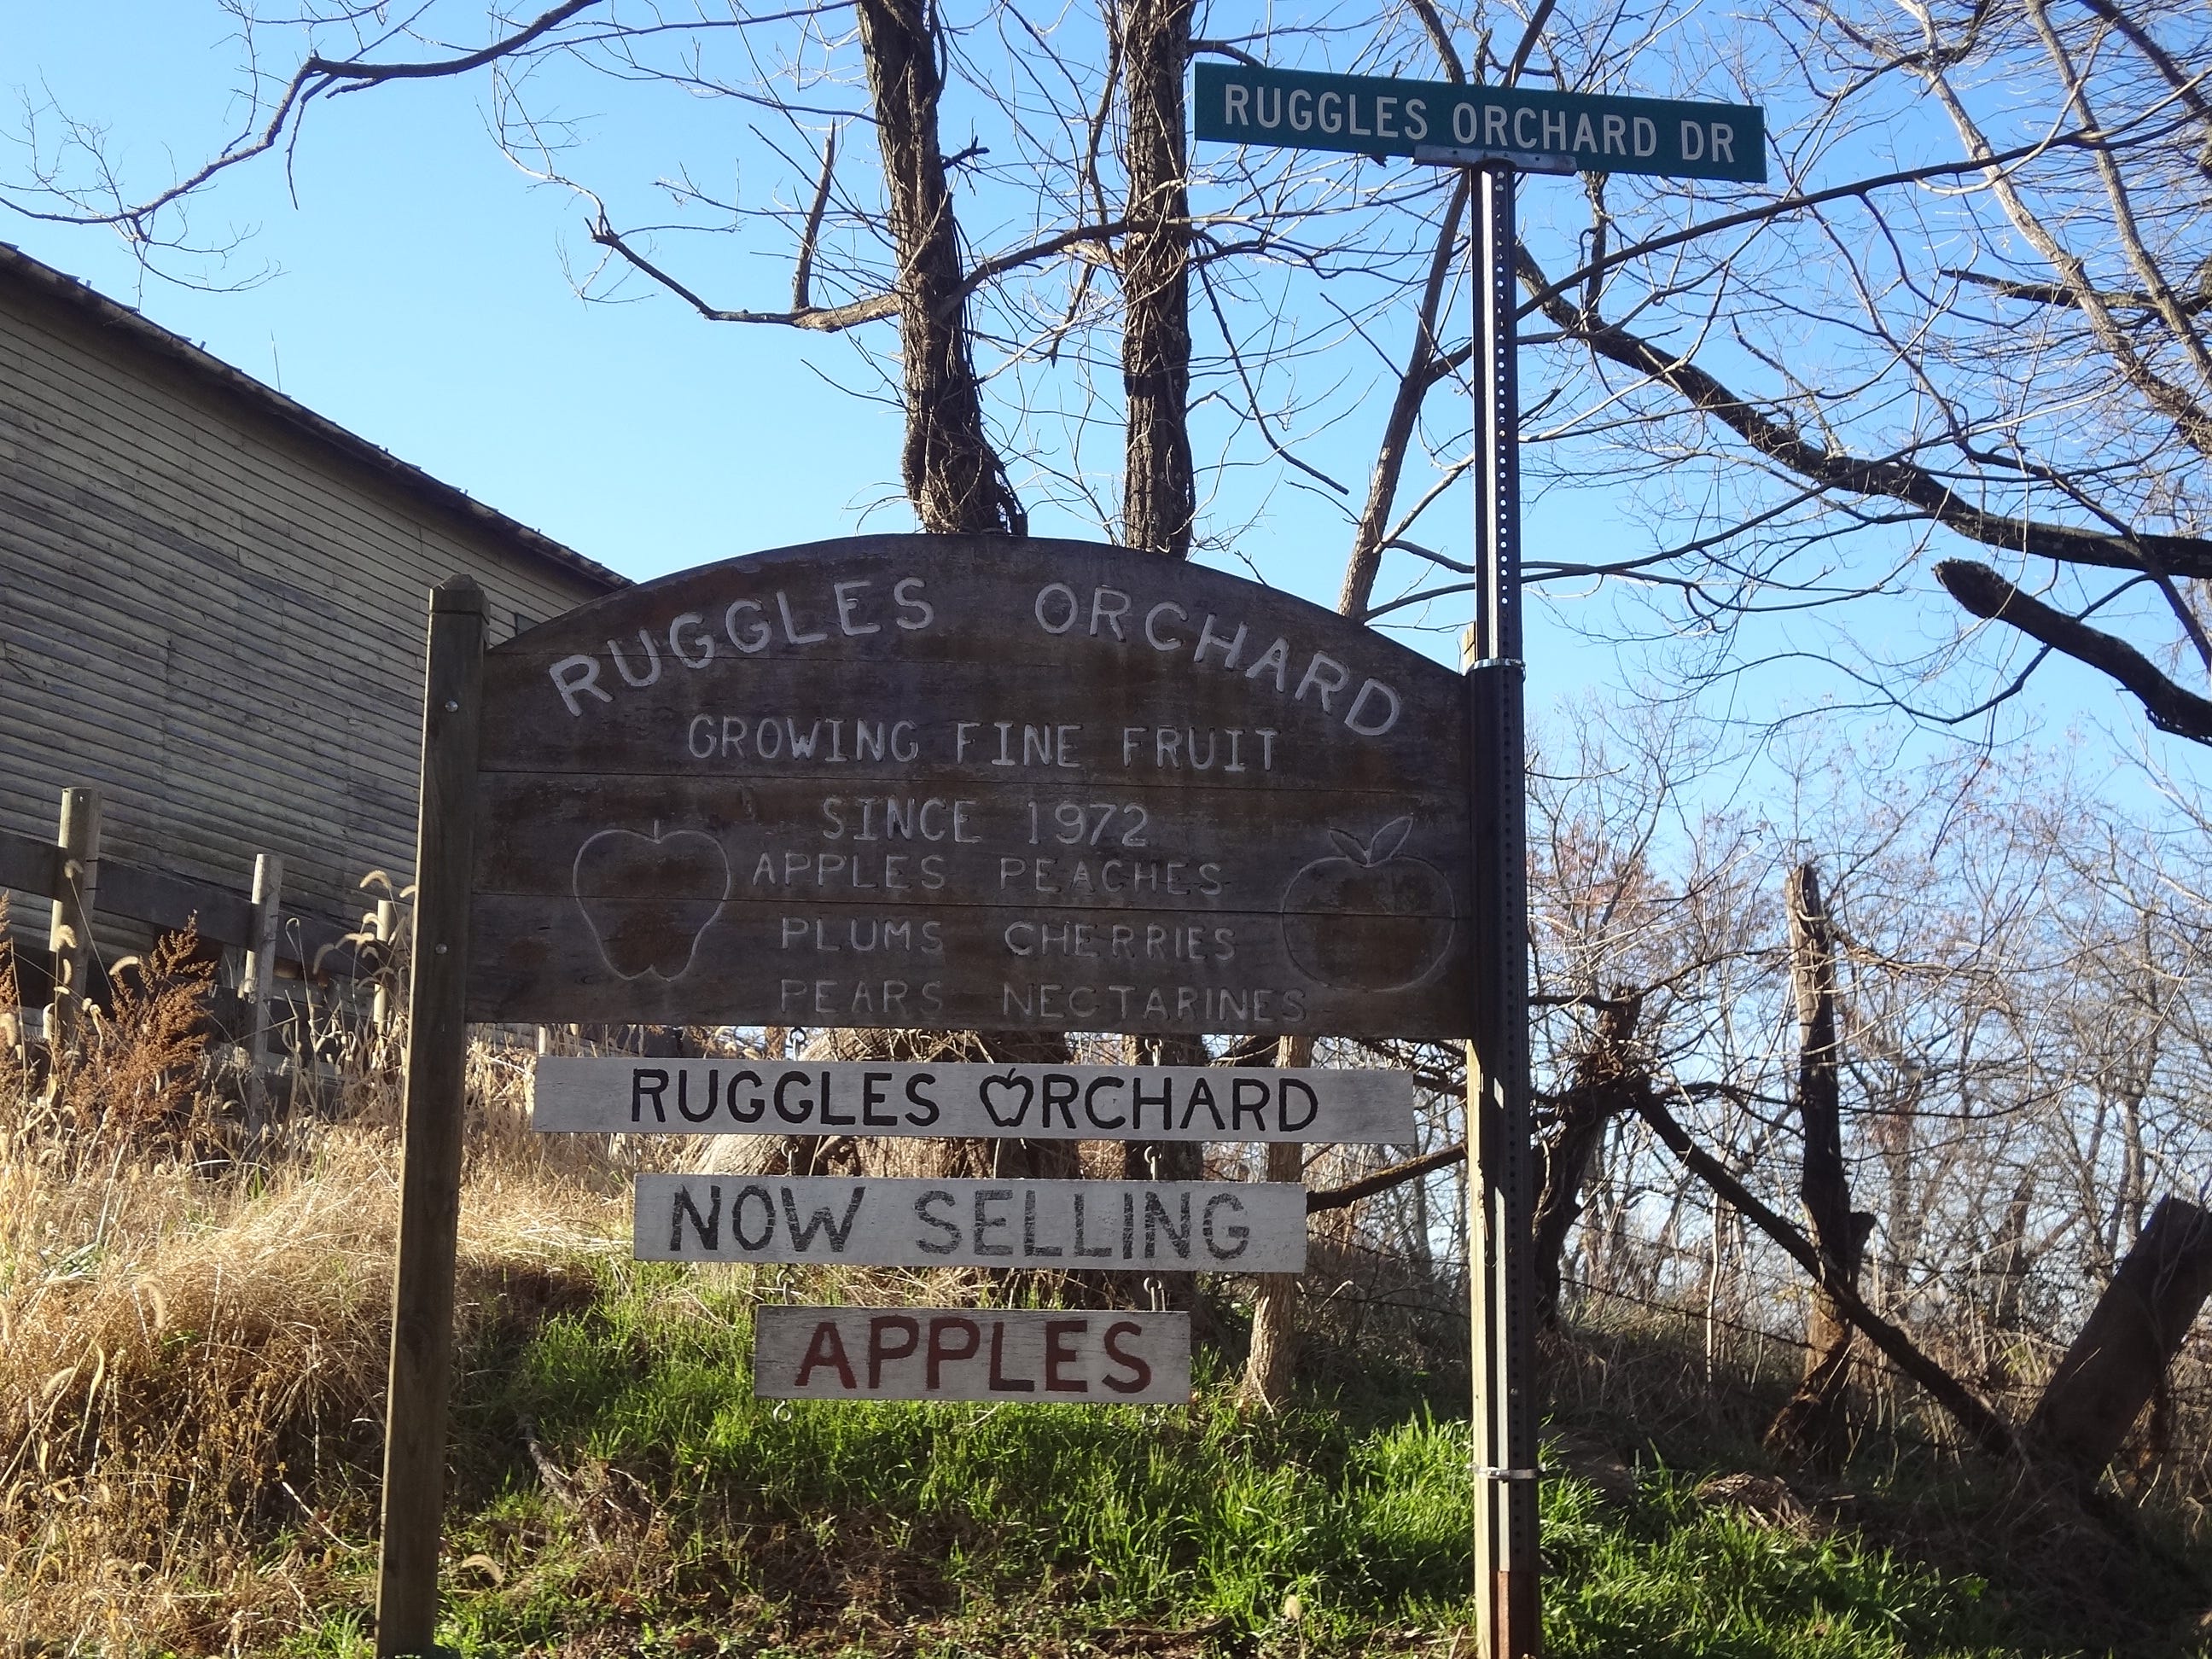 RUGGLES ORCHARD DR
RUGGLES ORCHARD
GROWING FINE FRUIT
SINCE 1972
APPLES PEACHES
PLUMS CHERRIES
PEARS NECTARINES
RUGGLES ORCHARD
NOW SELLING
APPLES